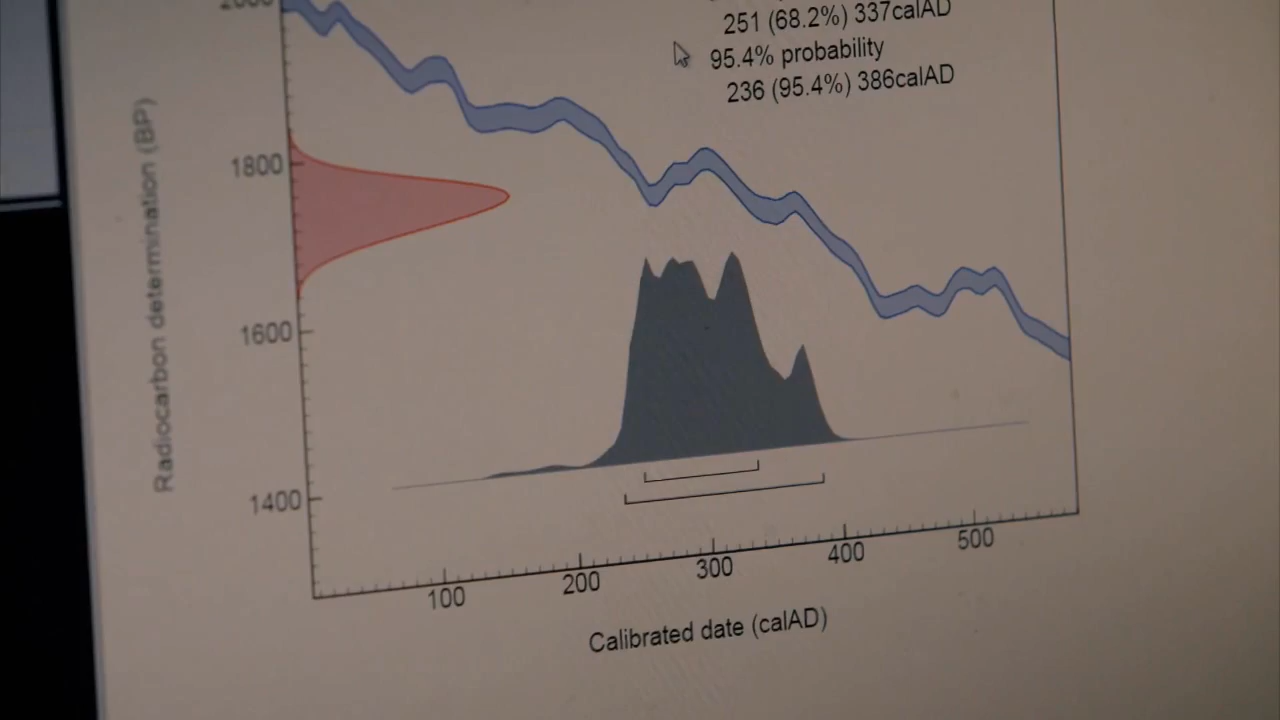 2000
251 (68.2%) 337calAD
95.4% probability
236 (95.4%) 386calAD
Radiocarbon determination (BP)
1800
1600
1400
100 200 300 400 500
Calibrated date (calAD)